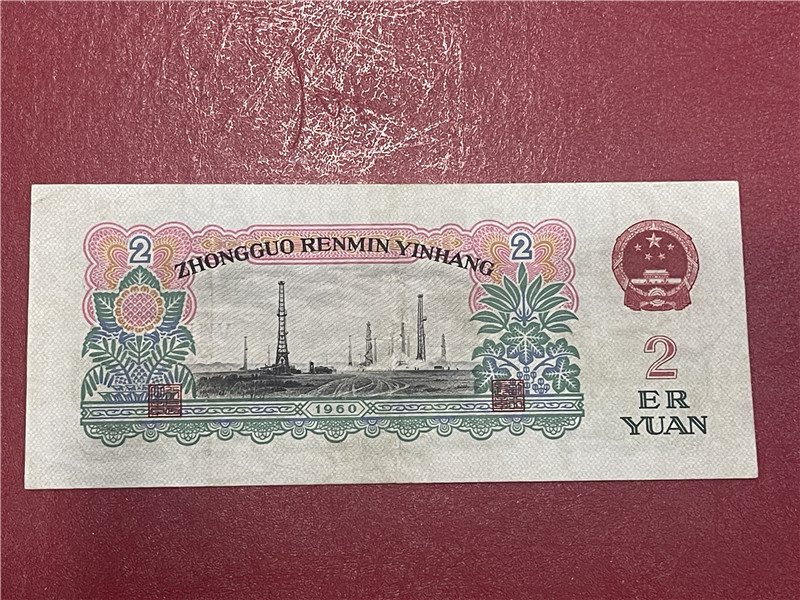 2
2
ZHONGGUO RENMIN YINHANG
1960
2
ER
YUAN